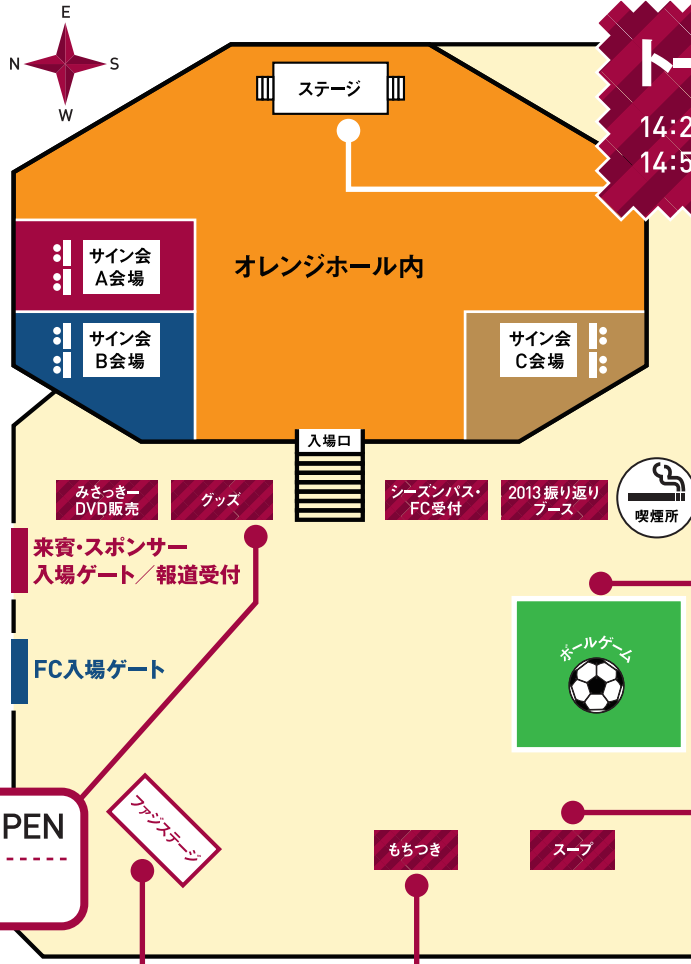 E
N
S
W
ト
14:2
14:5
ステージ
サイン会
A会場
オレンジホール内
サイン会
B会場
サイン会
C会場
入場口
みさっきー
DVD販売
グッズ
シーズンパス・
FC受付
2013 振り返り
ブース
喫煙所
来賓・スポンサー
入場ゲート／報道受付
FC入場ゲート
ボールゲーム
PEN
ファジステージ
もちつき
スープ